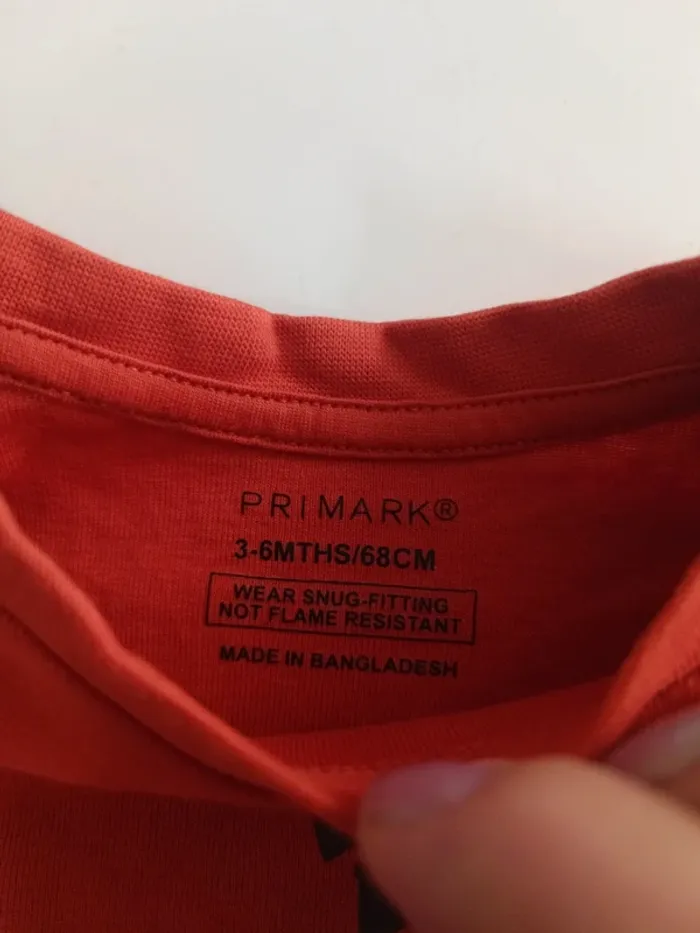 PRIMARK®
3-6MTHS/68CM
WEAR SNUG-FITTING
NOT FLAME RESISTANT
MADE IN BANGLADESH